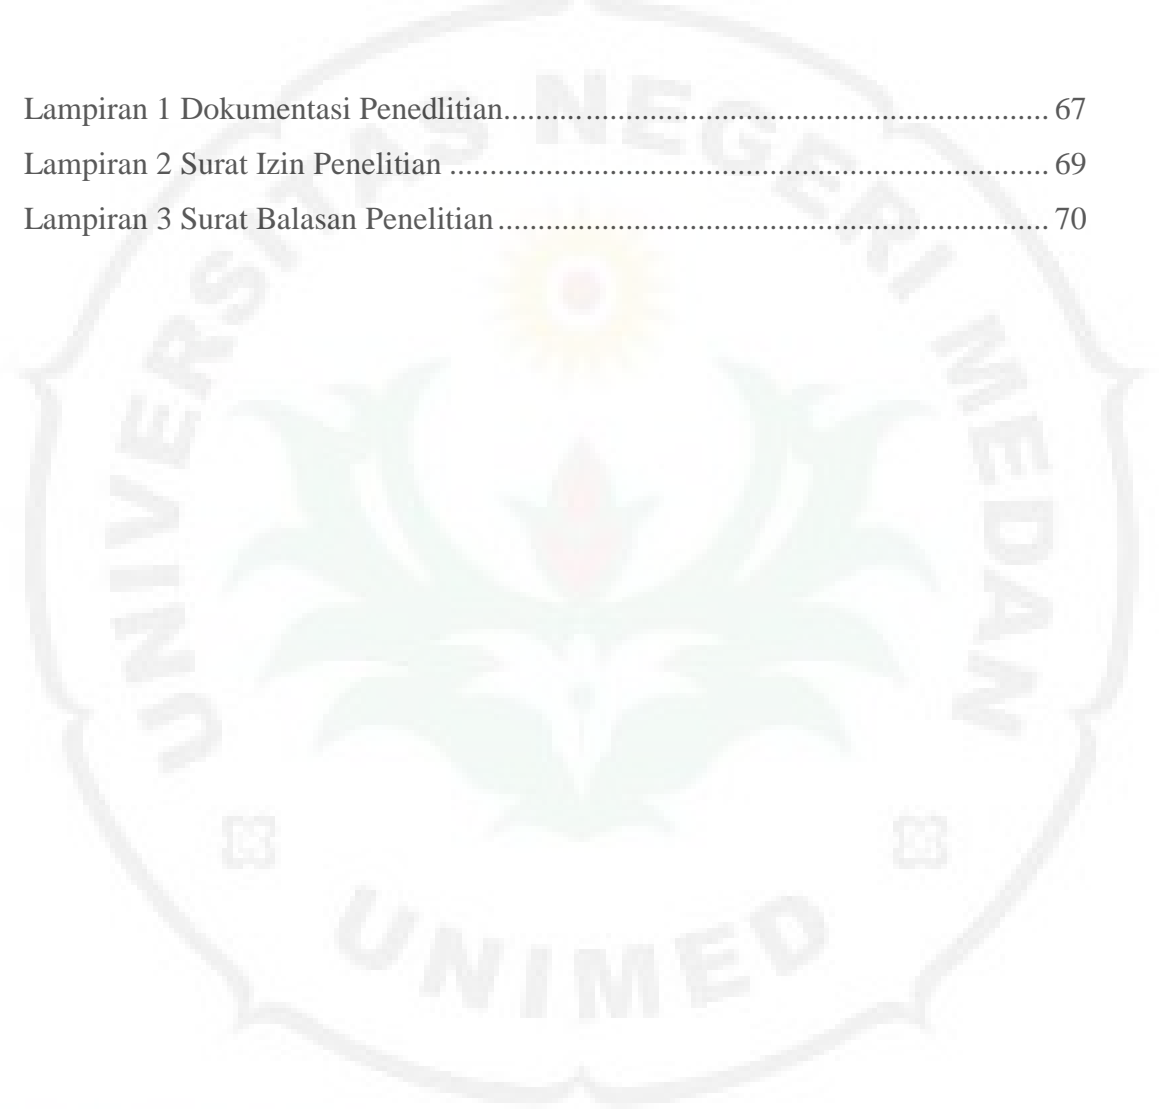 Lampiran 1 Dokumentasi Penedlitian.................................................................... 67
Lampiran 2 Surat Izin Penelitian ........................................................................... 69
Lampiran 3 Surat Balasan Penelitian..................................................................... 70
UNIVERSITAS NEGERI MEDAN
UNIMED